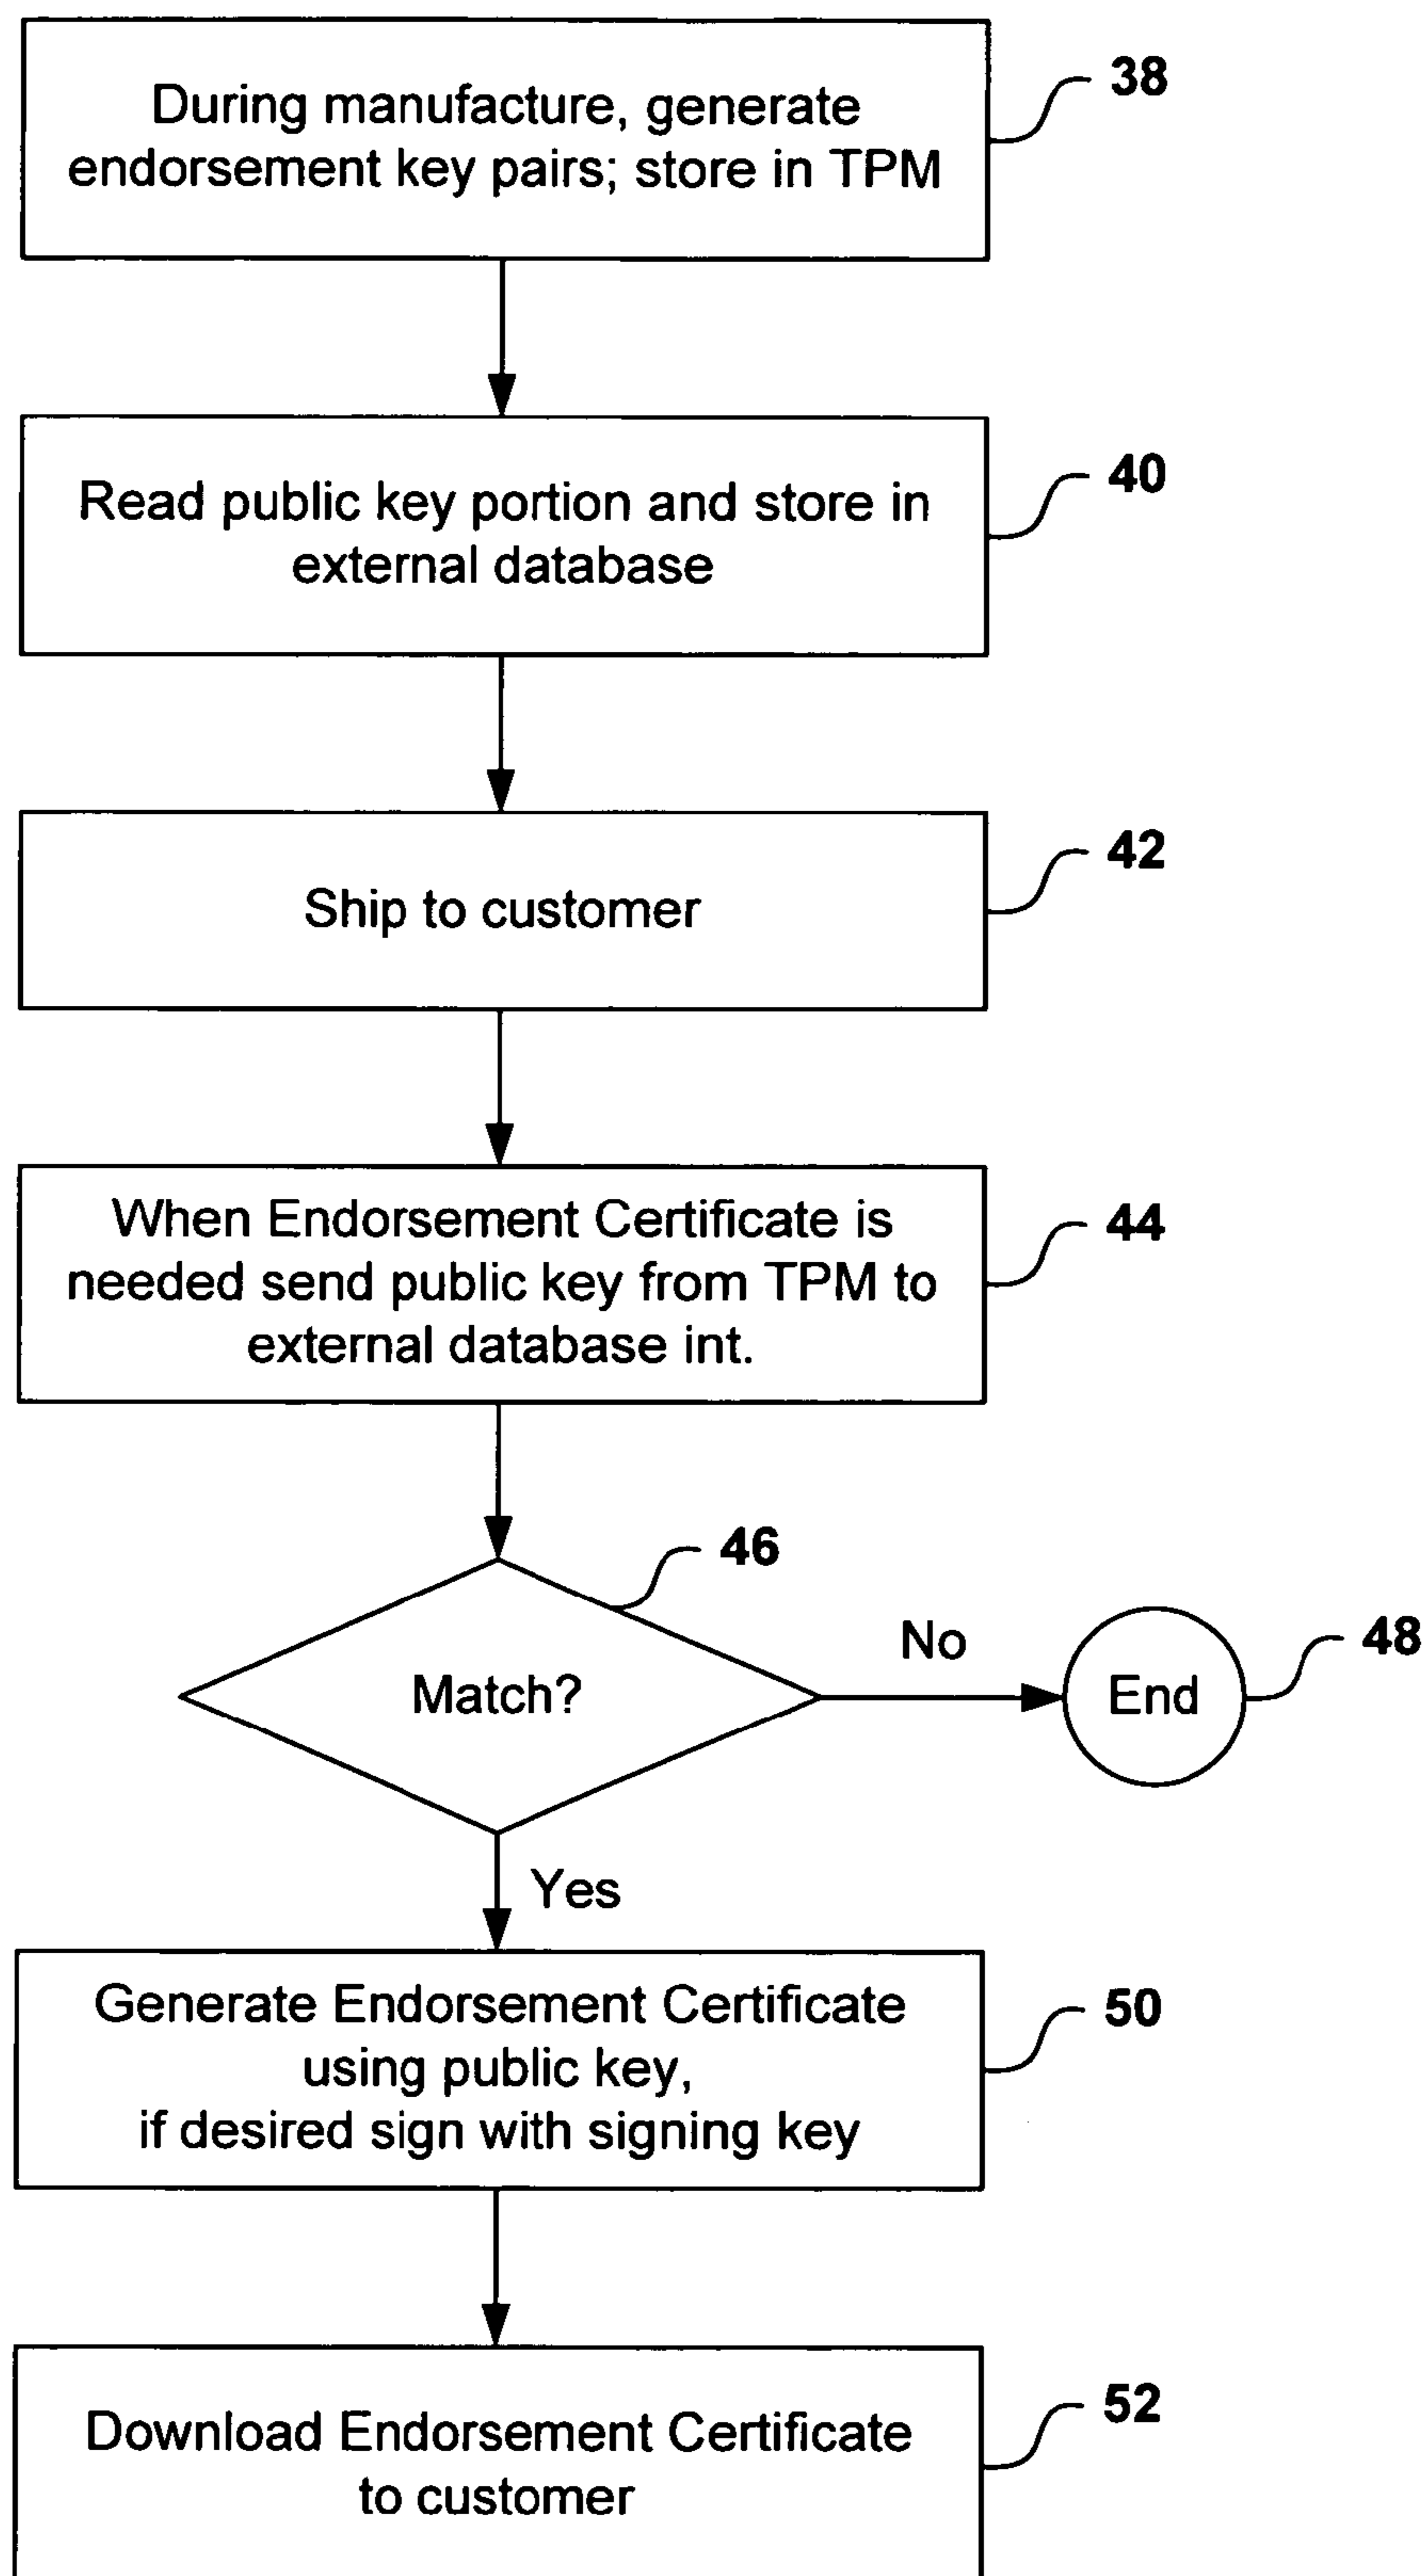 During manufacture, generate
endorsement key pairs; store in TPM
38
Read public key portion and store in
external database
40
Ship to customer
42
When Endorsement Certificate is
needed send public key from TPM to
external database int.
44
46
Match?
No
End
48
Yes
Generate Endorsement Certificate
using public key,
if desired sign with signing key
50
Download Endorsement Certificate
to customer
52